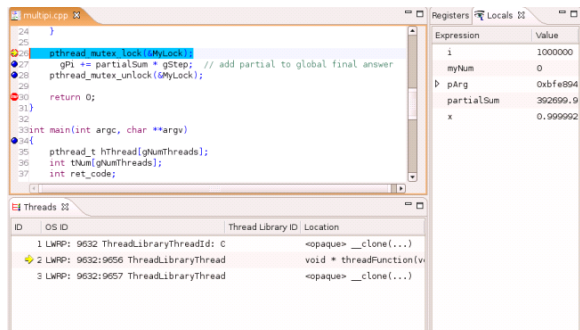 multipi.cpp
24 }
25
26 pthread_mutex_lock(&MyLock);
27 gPi += partialSum * gStep; // add partial to global final answer
28 pthread_mutex_unlock(&MyLock);
29
30 return 0;
31}
32
33int main(int argc, char **argv)
34{
35 pthread_t hThread[gNumThreads];
36 int tNum[gNumThreads];
37 int ret_code;
Registers Locals
Expression Value
i 1000000
myNum 0
pArg 0xbfe894
partialSum 392699.9
x 0.999992
Threads
ID OS ID Thread Library ID Location
1 LWRP: 9632 ThreadLibraryThreadId: C <opaque> __clone(...)
2 LWRP: 9632:9656 ThreadLibraryThread void * threadFunction(v
3 LWRP: 9632:9657 ThreadLibraryThread <opaque> __clone(...)